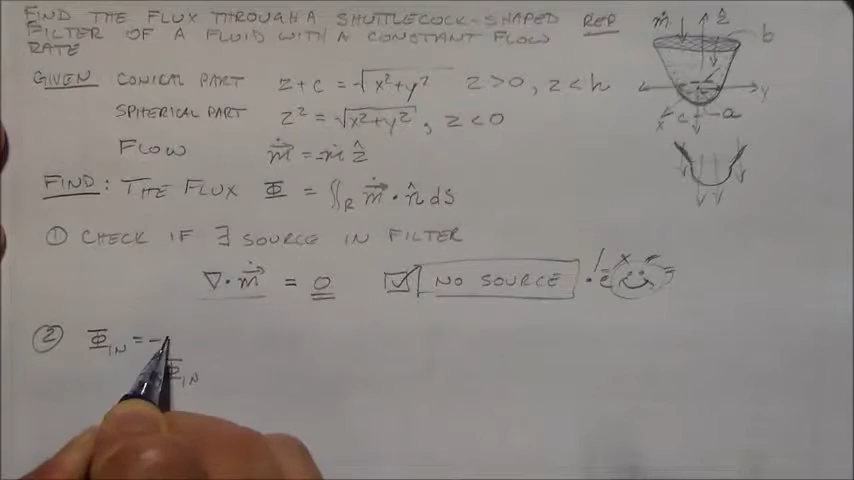 FIND THE FLUX THROUGH A SHUTTLECOCK-SHAPED REP
FILTER OF A FLUID WITH A CONSTANT FLOW
RATE
GIVEN CONICAL PART z+c = √x²+y² z>0, z<h
SPHERICAL PART z² = √x²+y², z<0
FLOW ṁ = -ṁ ẑ
FIND: THE FLUX Φ = ∬R ṁ · n̂ dS
① CHECK IF ∃ SOURCE IN FILTER
∇ · ṁ = 0 ☑ NO SOURCE
② Φ_IN = -
Φ_IN
ṁ ẑ
b
y
a
x c